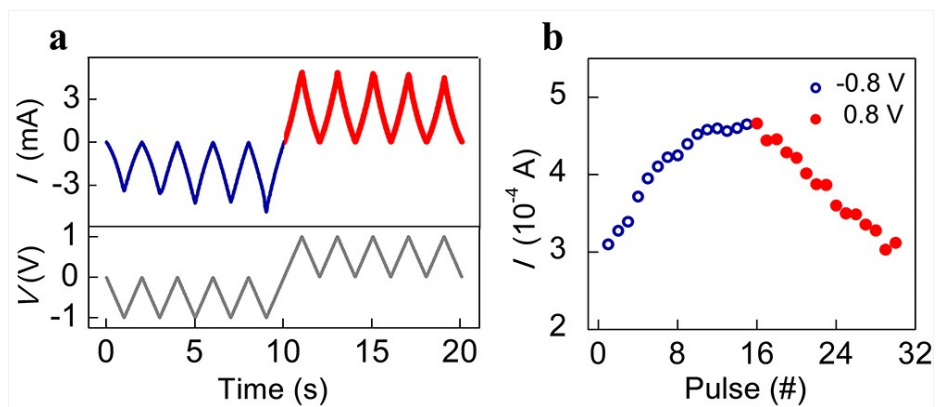 a
I (mA)
3
0
-3
V(V)
1
0
-1
0 5 10 15 20
Time (s)
b
-0.8 V
0.8 V
I (10⁻⁴ A)
5
4
3
2
0 8 16 24 32
Pulse (#)